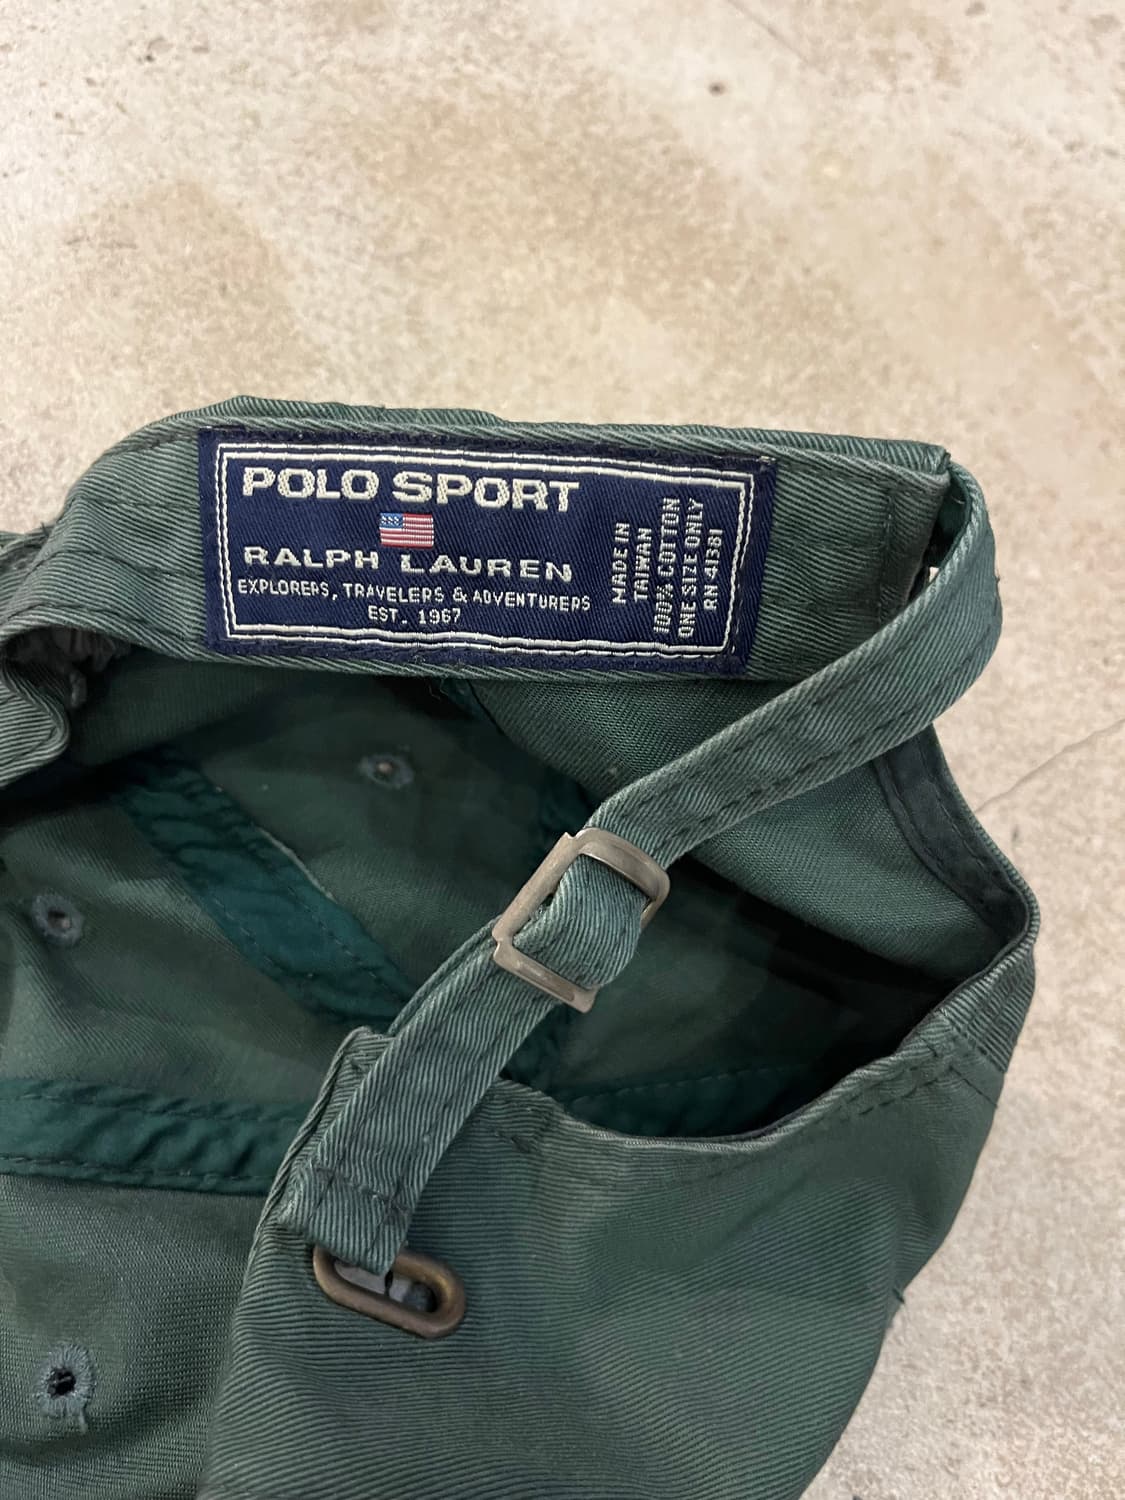 POLO SPORT
RALPH LAUREN
EXPLORERS, TRAVELERS & ADVENTURERS
EST. 1967
MADE IN
TAIWAN
100% COTTON
ONE SIZE ONLY
RN 41381